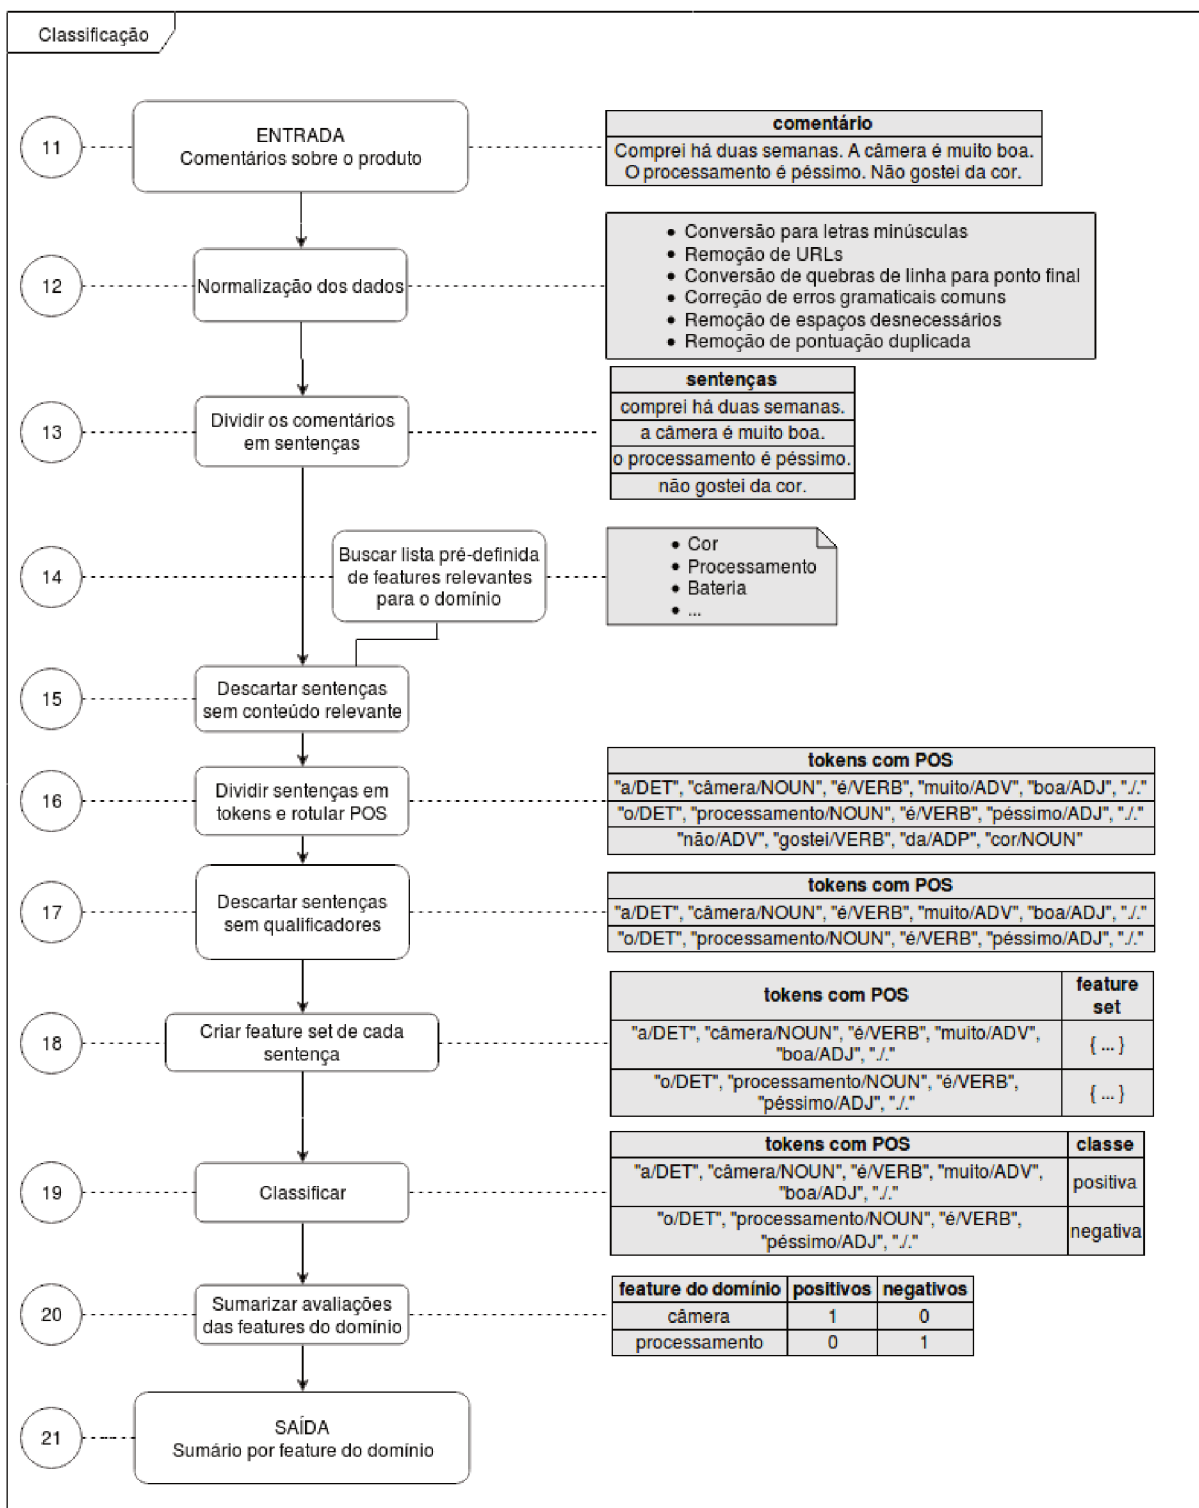 Classificação
11
ENTRADA
Comentários sobre o produto
comentário
Comprei há duas semanas. A câmera é muito boa.
O processamento é péssimo. Não gostei da cor.
12
Normalização dos dados
• Conversão para letras minúsculas
• Remoção de URLs
• Conversão de quebras de linha para ponto final
• Correção de erros gramaticais comuns
• Remoção de espaços desnecessários
• Remoção de pontuação duplicada
13
Dividir os comentários
em sentenças
sentenças
comprei há duas semanas.
a câmera é muito boa.
o processamento é péssimo.
não gostei da cor.
14
Buscar lista pré-definida
de features relevantes
para o domínio
• Cor
• Processamento
• Bateria
• ...
15
Descartar sentenças
sem conteúdo relevante
16
Dividir sentenças em
tokens e rotular POS
tokens com POS
"a/DET", "câmera/NOUN", "é/VERB", "muito/ADV", "boa/ADJ", "./."
"o/DET", "processamento/NOUN", "é/VERB", "péssimo/ADJ", "./."
"não/ADV", "gostei/VERB", "da/ADP", "cor/NOUN"
17
Descartar sentenças
sem qualificadores
tokens com POS
"a/DET", "câmera/NOUN", "é/VERB", "muito/ADV", "boa/ADJ", "./."
"o/DET", "processamento/NOUN", "é/VERB", "péssimo/ADJ", "./."
18
Criar feature set de cada
sentença
tokens com POS
feature
set
"a/DET", "câmera/NOUN", "é/VERB", "muito/ADV",
"boa/ADJ", "./."
{ ... }
"o/DET", "processamento/NOUN", "é/VERB",
"péssimo/ADJ", "./."
{ ... }
19
Classificar
tokens com POS classe
"a/DET", "câmera/NOUN", "é/VERB", "muito/ADV",
"boa/ADJ", "./."
positiva
"o/DET", "processamento/NOUN", "é/VERB",
"péssimo/ADJ", "./."
negativa
20
Sumarizar avaliações
das features do domínio
feature do domínio positivos negativos
câmera 1 0
processamento 0 1
21
SAÍDA
Sumário por feature do domínio